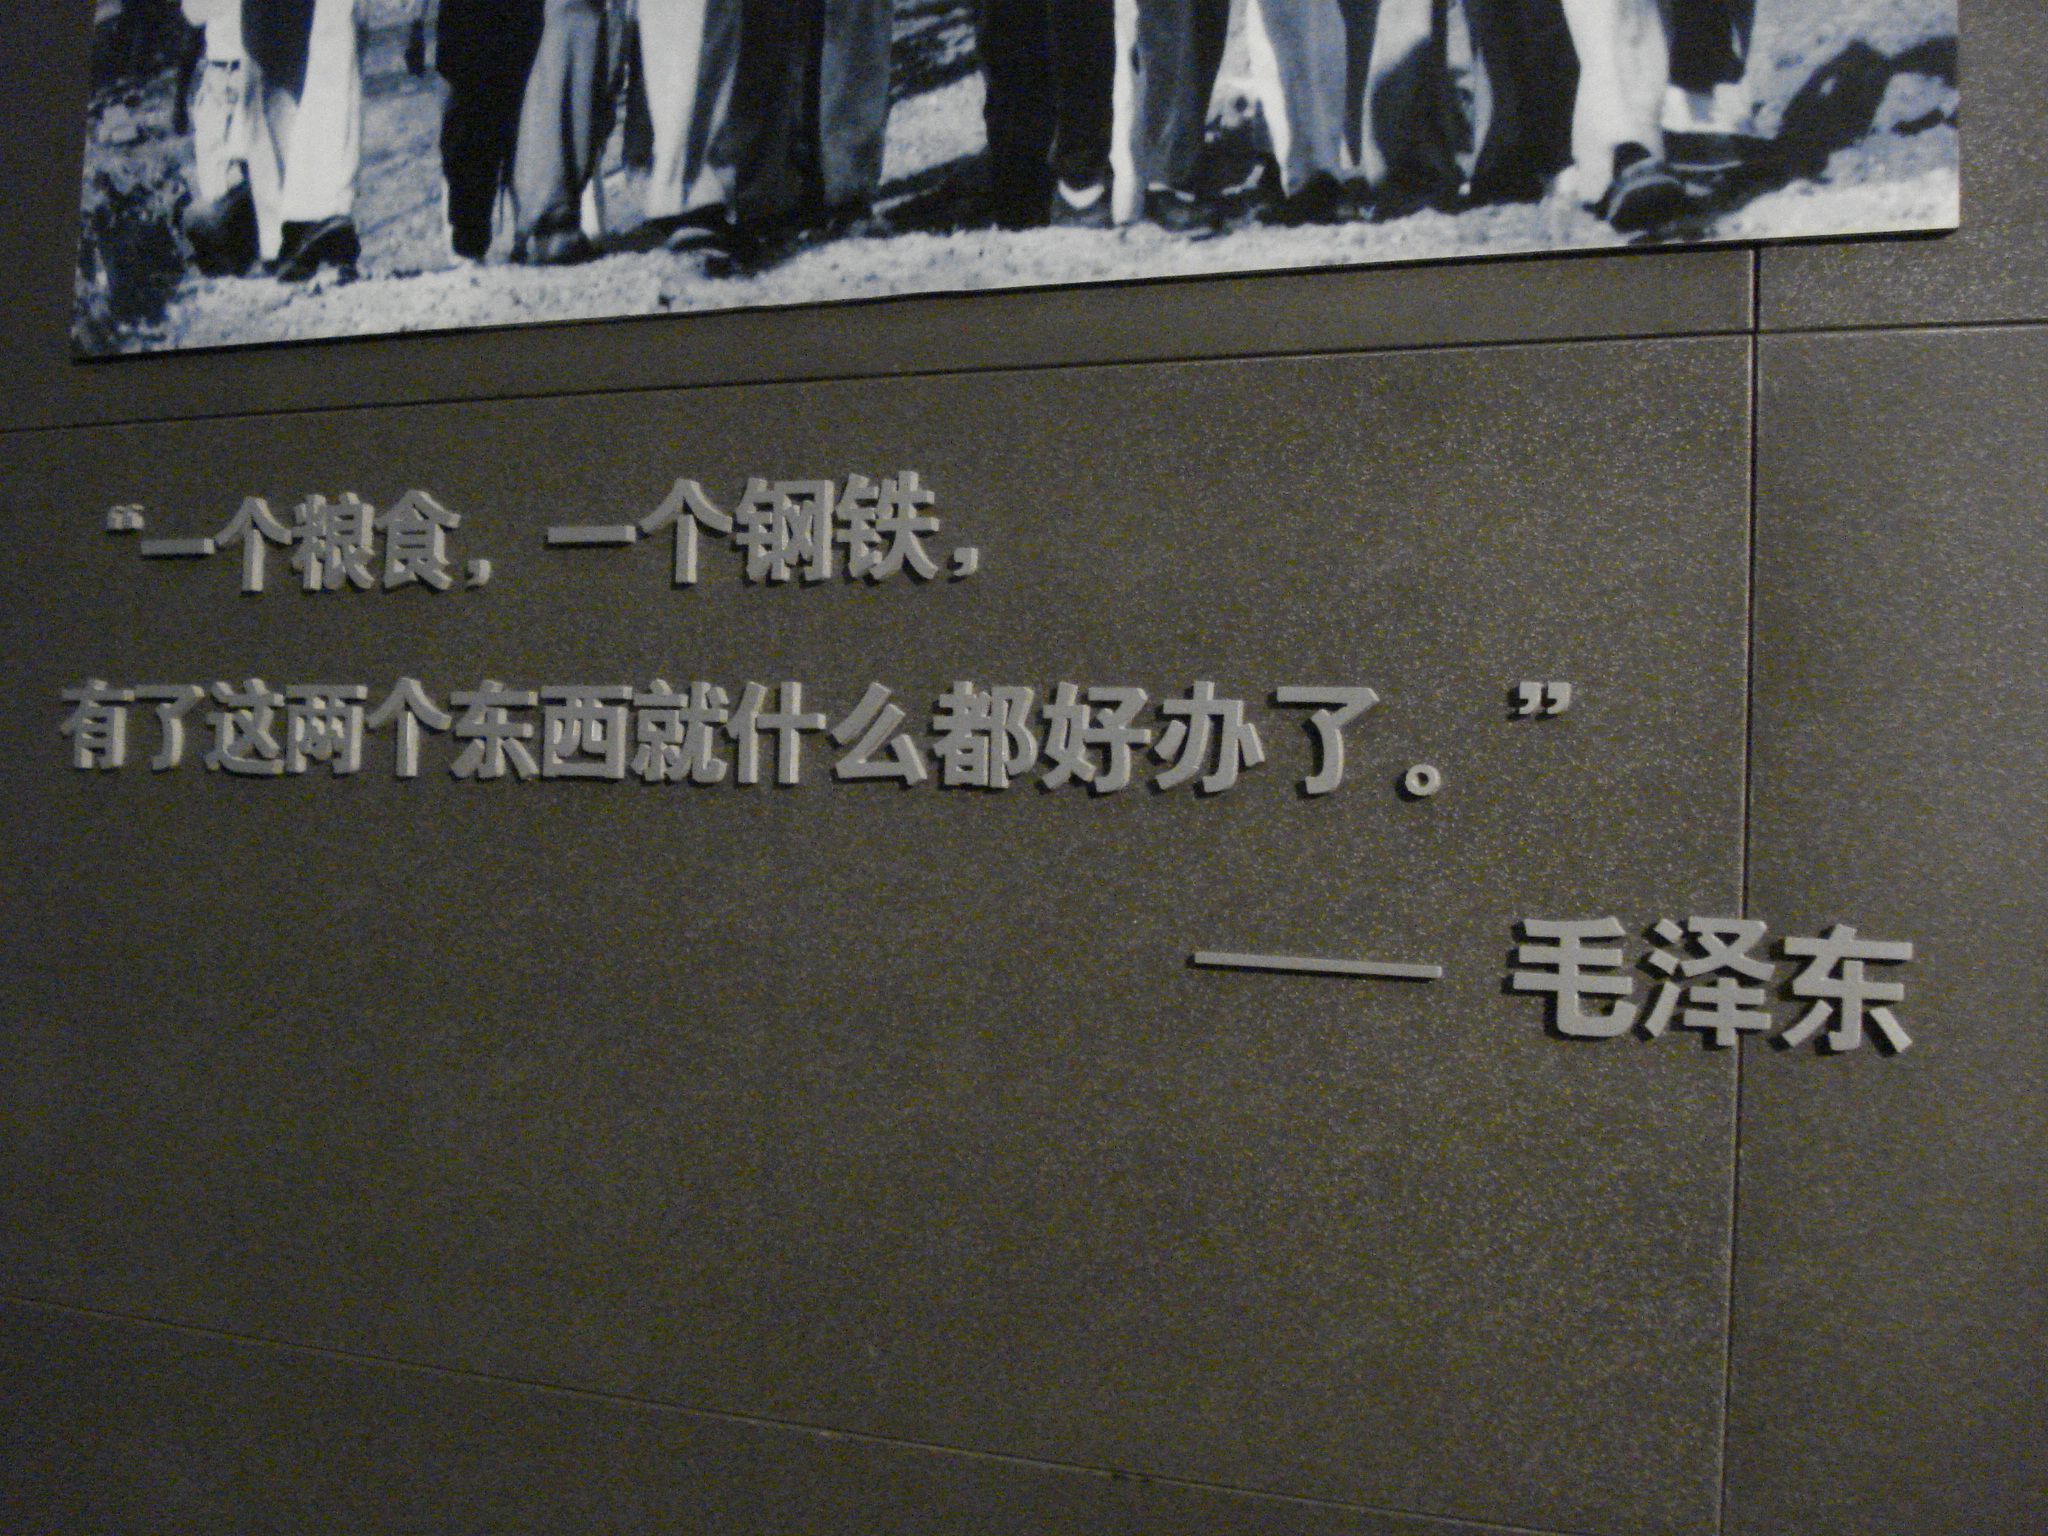 “一个粮食，一个钢铁，
有了这两个东西就什么都好办了。”
—— 毛泽东